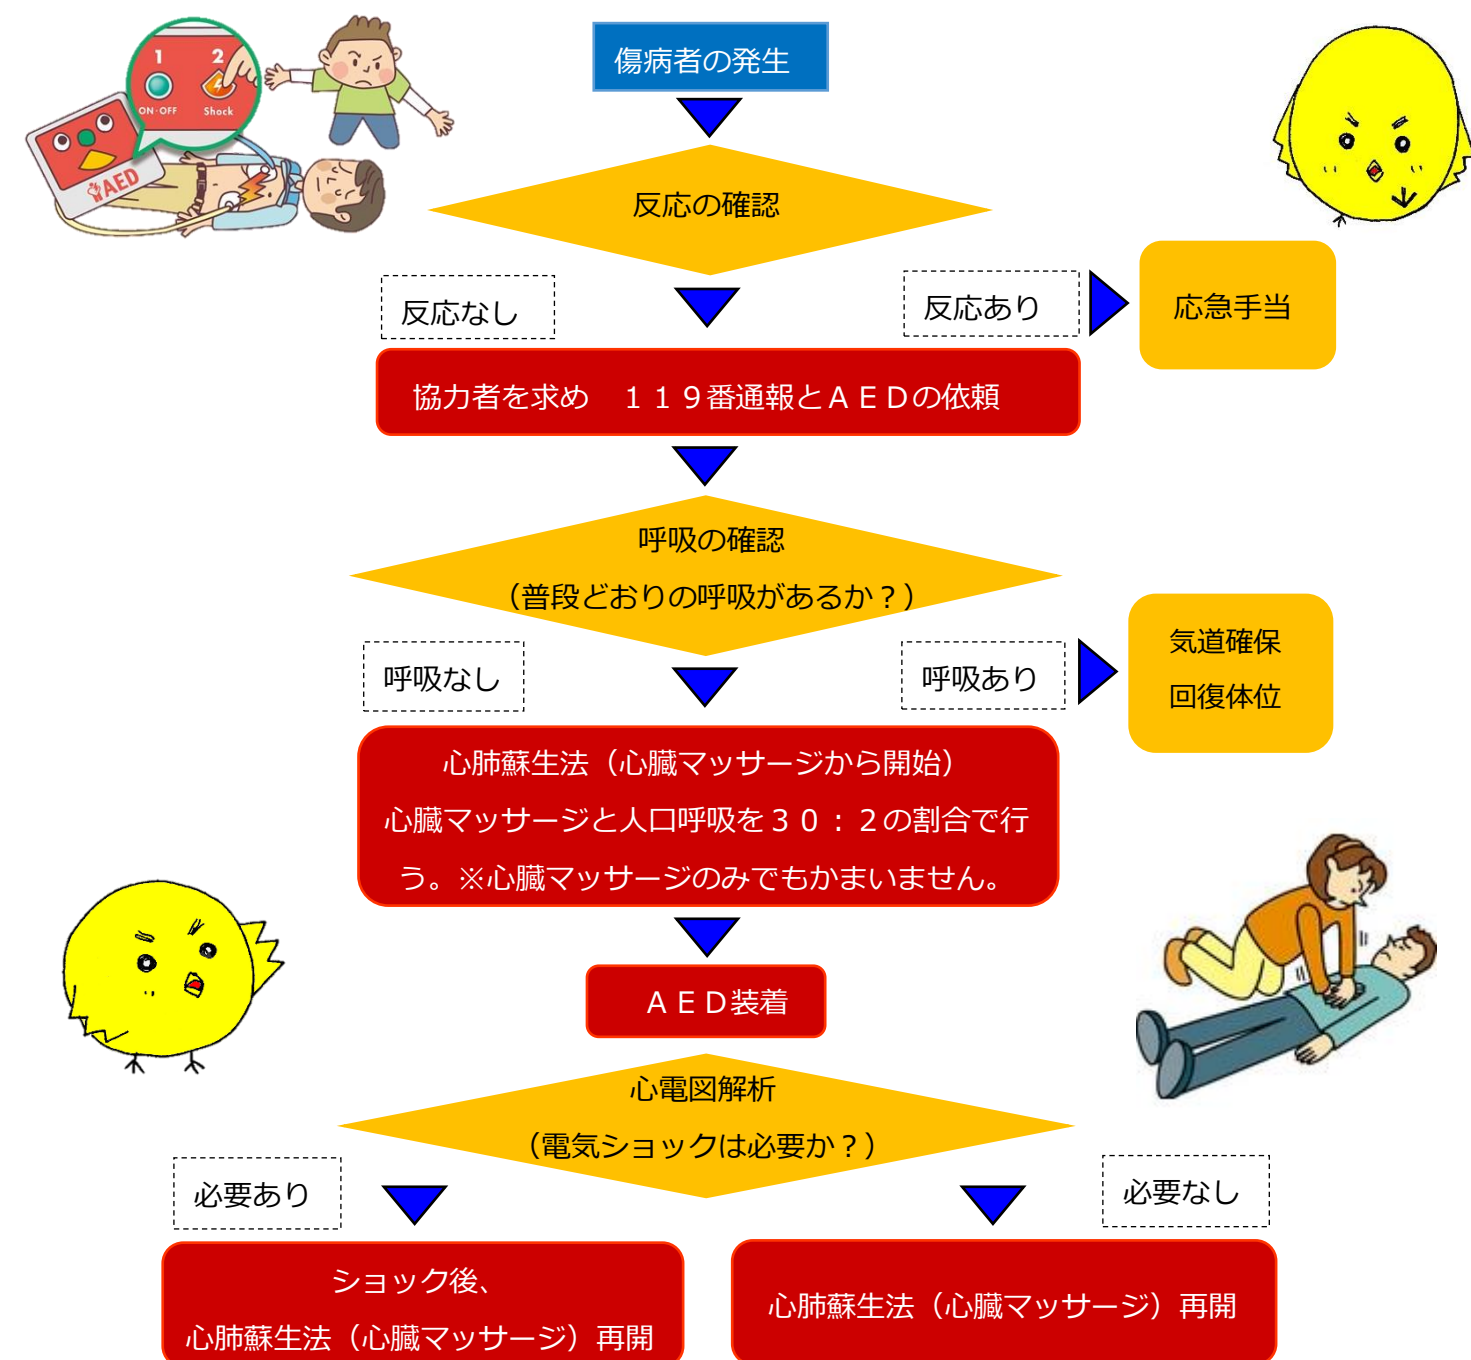 1 2
ON·OFF Shock
AED
傷病者の発生
反応の確認
反応なし
反応あり
応急手当
協力者を求め　１１９番通報とＡＥＤの依頼
呼吸の確認
（普段どおりの呼吸があるか？）
呼吸なし
呼吸あり
気道確保
回復体位
心肺蘇生法（心臓マッサージから開始）
心臓マッサージと人口呼吸を３０：２の割合で行
う。※心臓マッサージのみでもかまいません。
ＡＥＤ装着
心電図解析
（電気ショックは必要か？）
必要あり
必要なし
ショック後、
心肺蘇生法（心臓マッサージ）再開
心肺蘇生法（心臓マッサージ）再開